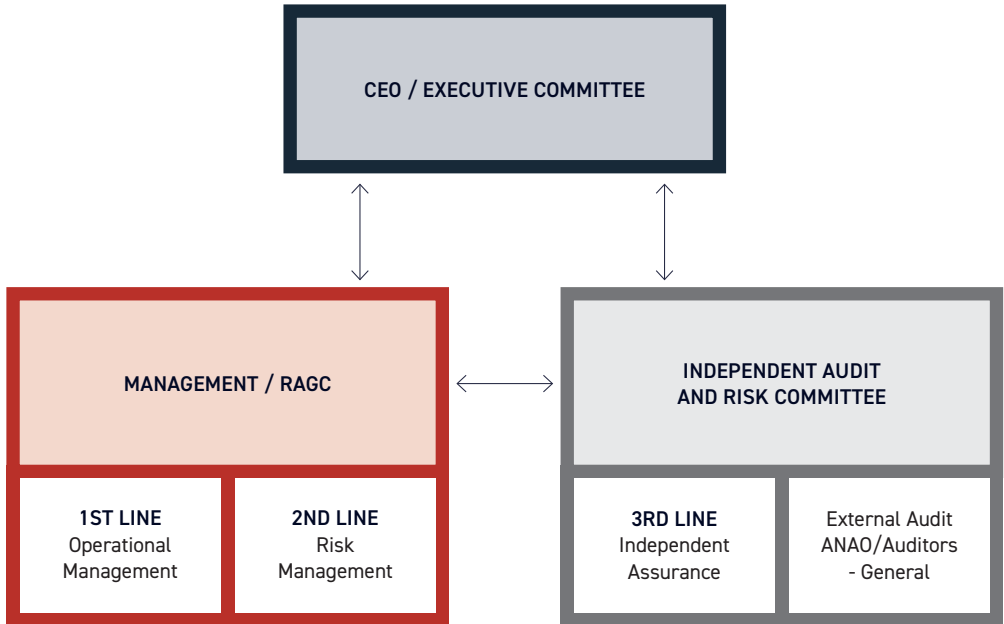 CEO / EXECUTIVE COMMITTEE
MANAGEMENT / RAGC
INDEPENDENT AUDIT
AND RISK COMMITTEE
1ST LINE
Operational
Management
2ND LINE
Risk
Management
3RD LINE
Independent
Assurance
External Audit
ANAO/Auditors
- General